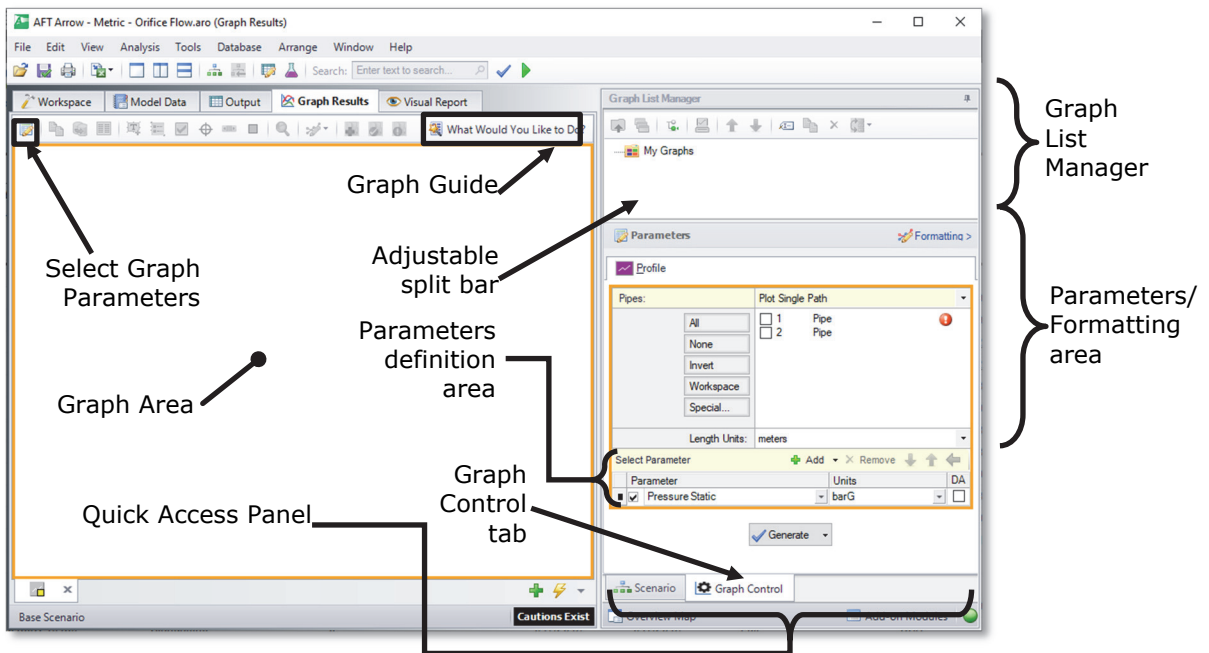 AFT Arrow - Metric - Orifice Flow.aro (Graph Results)
File Edit View Analysis Tools Database Arrange Window Help
Search: Enter text to search...
Workspace Model Data Output Graph Results Visual Report
What Would You Like to Do?
Graph List Manager
My Graphs
Graph
List
Manager
Graph Guide
Adjustable
split bar
Select Graph
Parameters
Parameters
definition
area
Graph Area
Graph
Control
tab
Quick Access Panel
Parameters Formatting >
Profile
Pipes: Plot Single Path
All
None
Invert
Workspace
Special...
1 Pipe
2 Pipe
Length Units: meters
Select Parameter Add Remove
Parameter Units DA
Pressure Static barG
Generate
Parameters/
Formatting
area
Scenario Graph Control
Base Scenario Cautions Exist
Overview Map Add-on Modules